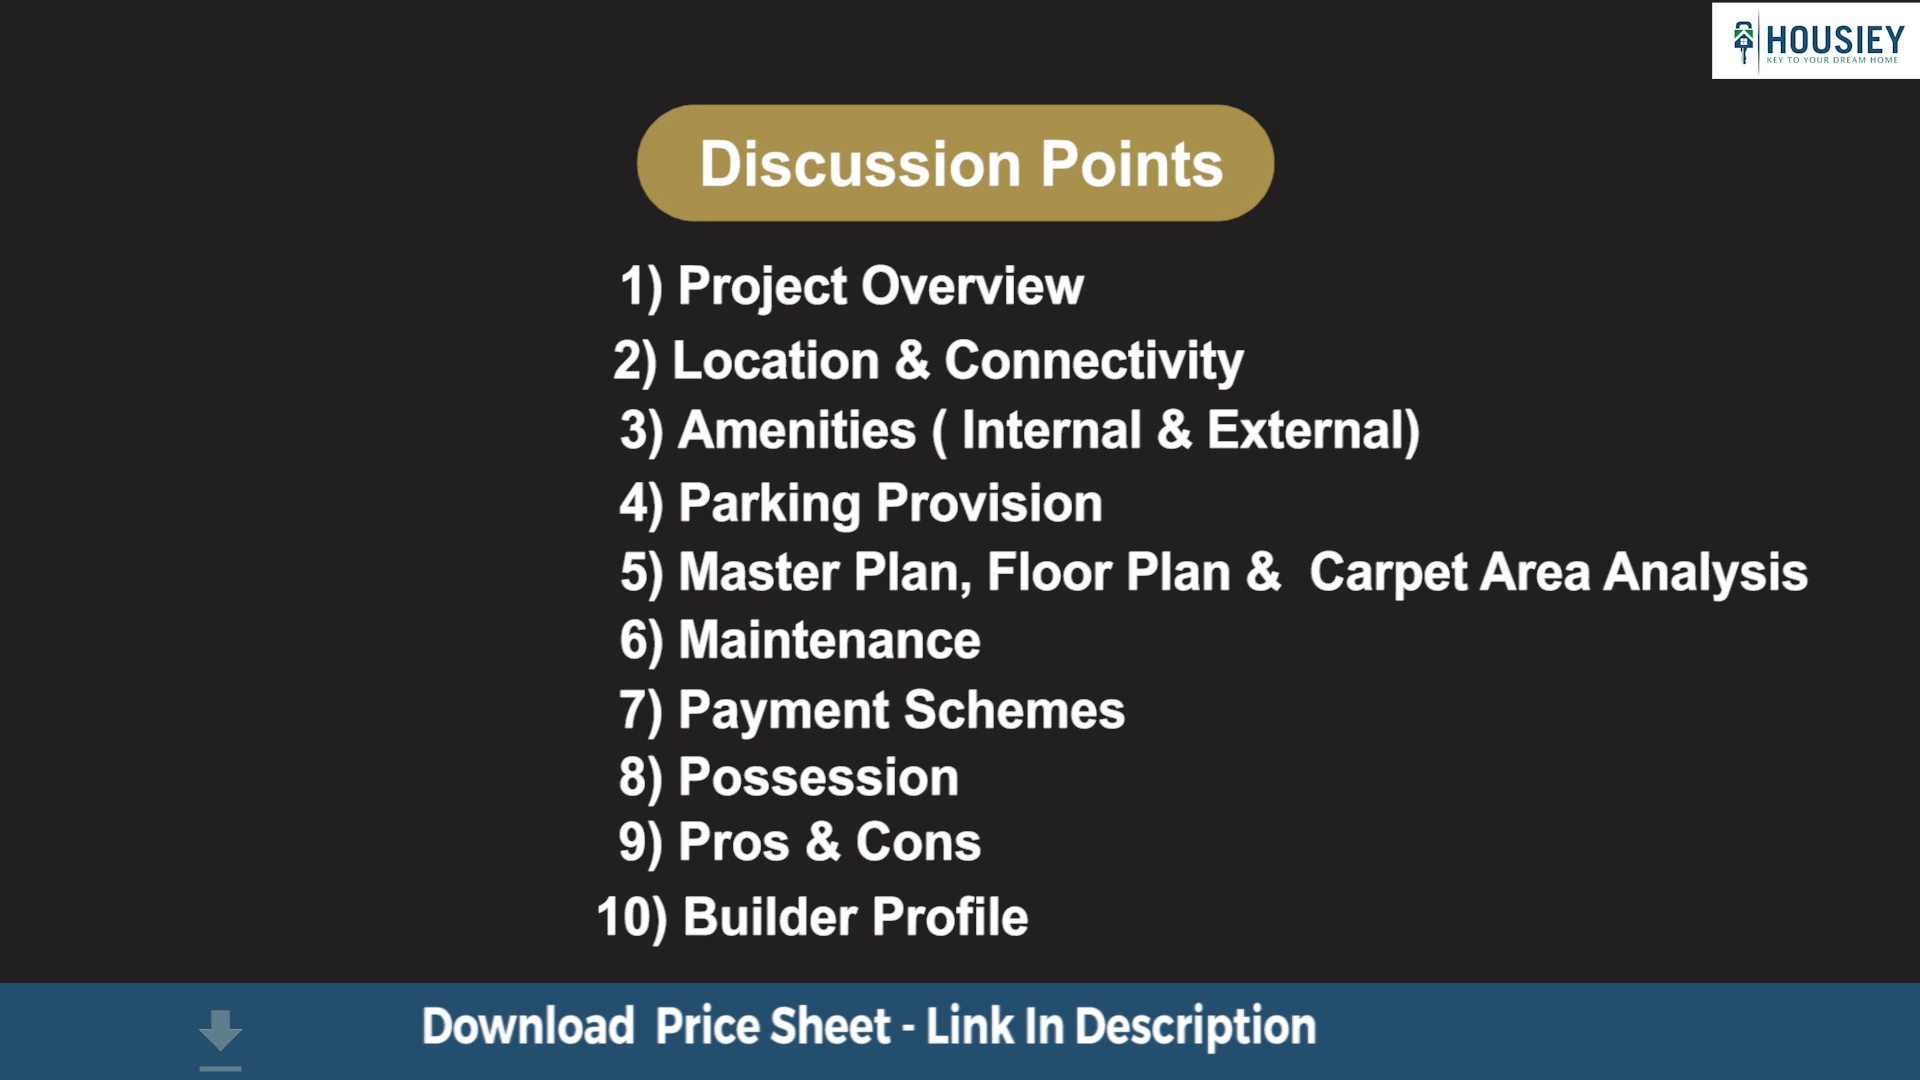 HOUSIEY
KEY TO YOUR DREAM HOME
Discussion Points
1) Project Overview
2) Location & Connectivity
3) Amenities ( Internal & External)
4) Parking Provision
5) Master Plan, Floor Plan &  Carpet Area Analysis
6) Maintenance
7) Payment Schemes
8) Possession
9) Pros & Cons
10) Builder Profile
Download  Price Sheet - Link In Description